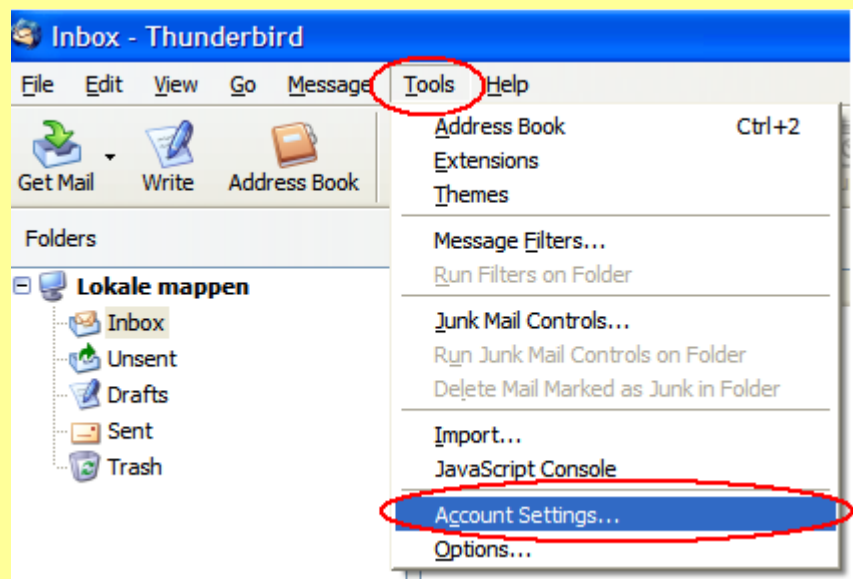 Inbox - Thunderbird
File Edit View Go Message Tools Help
Get Mail Write Address Book
Address Book Ctrl+2
Extensions
Themes
Message Filters...
Run Filters on Folder
Junk Mail Controls...
Run Junk Mail Controls on Folder
Delete Mail Marked as Junk in Folder
Import...
JavaScript Console
Account Settings...
Options...
Folders
Lokale mappen
Inbox
Unsent
Drafts
Sent
Trash